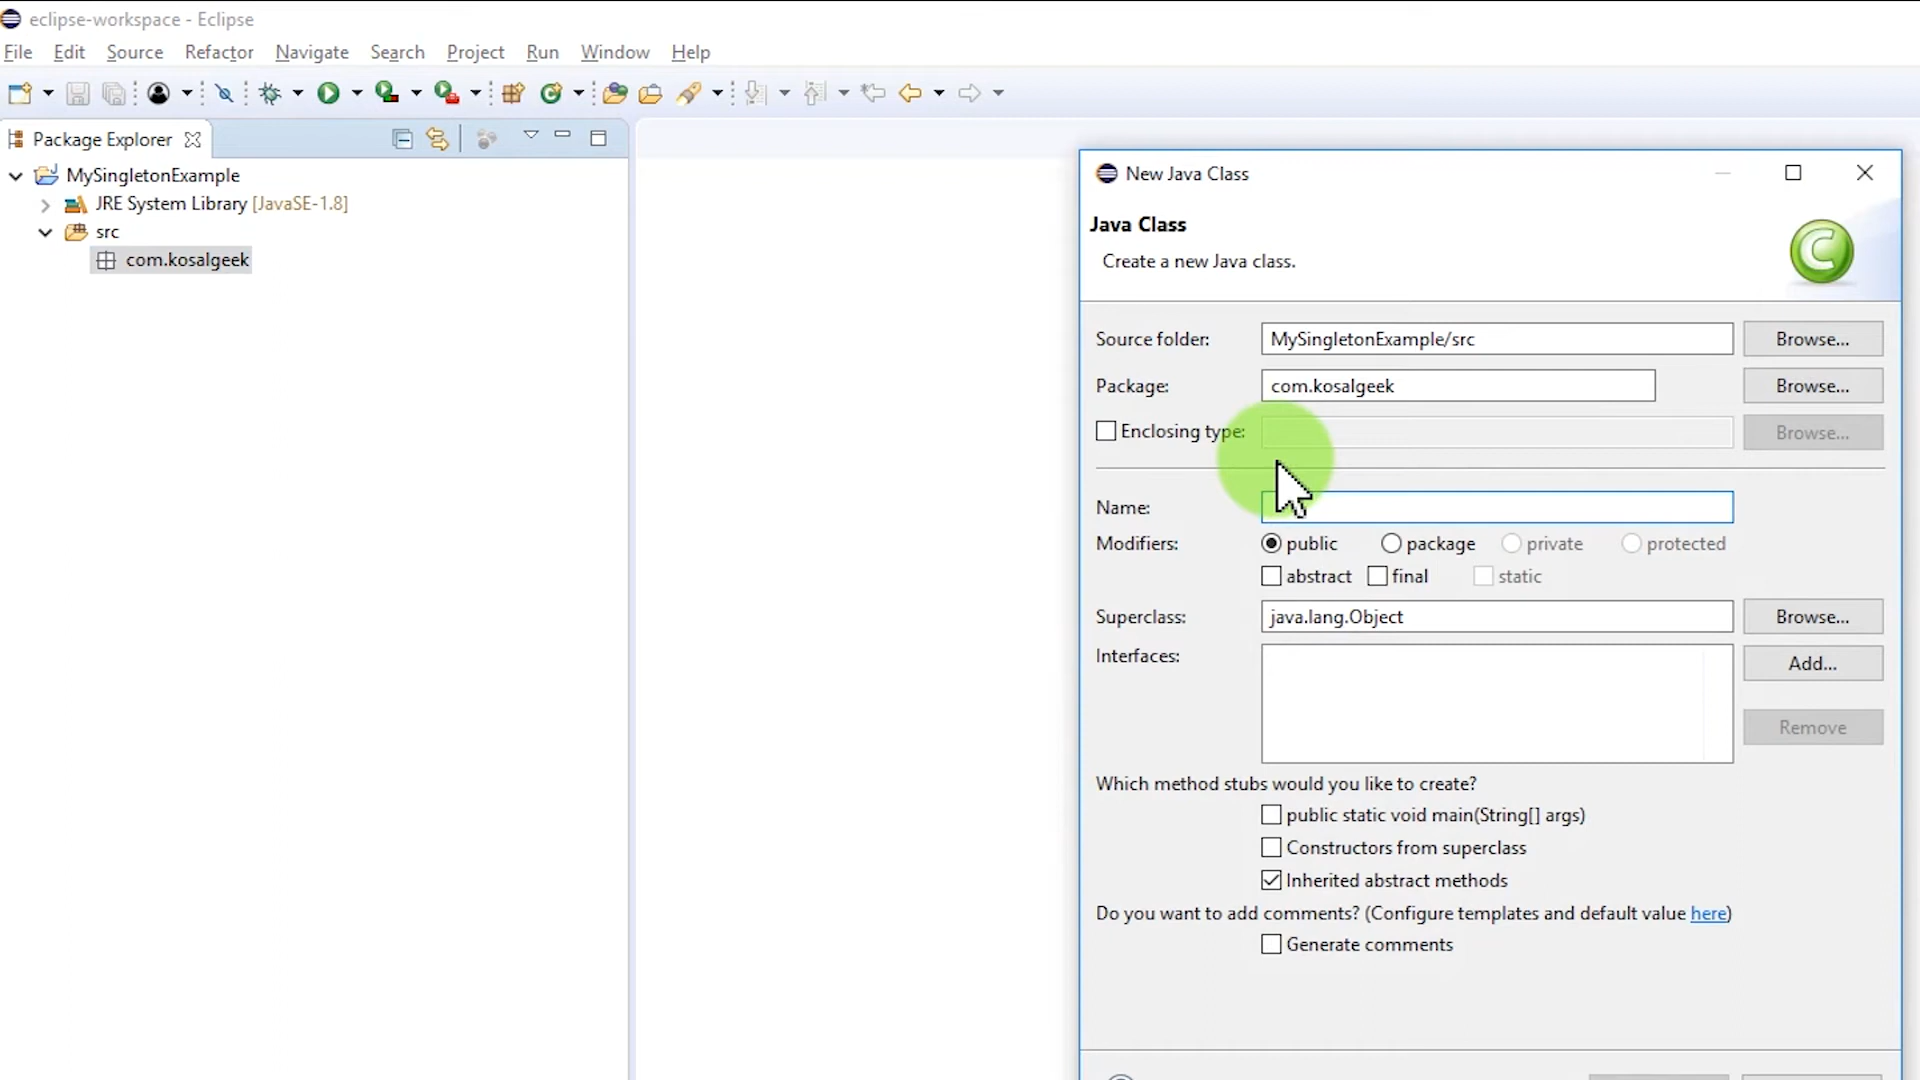 eclipse-workspace - Eclipse
File Edit Source Refactor Navigate Search Project Run Window Help
Package Explorer
MySingletonExample
JRE System Library [JavaSE-1.8]
src
com.kosalgeek
New Java Class
Java Class
Create a new Java class.
Source folder: MySingletonExample/src Browse...
Package: com.kosalgeek Browse...
Enclosing type: Browse...
Name:
Modifiers: public package private protected
abstract final static
Superclass: java.lang.Object Browse...
Interfaces: Add...
Remove
Which method stubs would you like to create?
public static void main(String[] args)
Constructors from superclass
Inherited abstract methods
Do you want to add comments? (Configure templates and default value here)
Generate comments